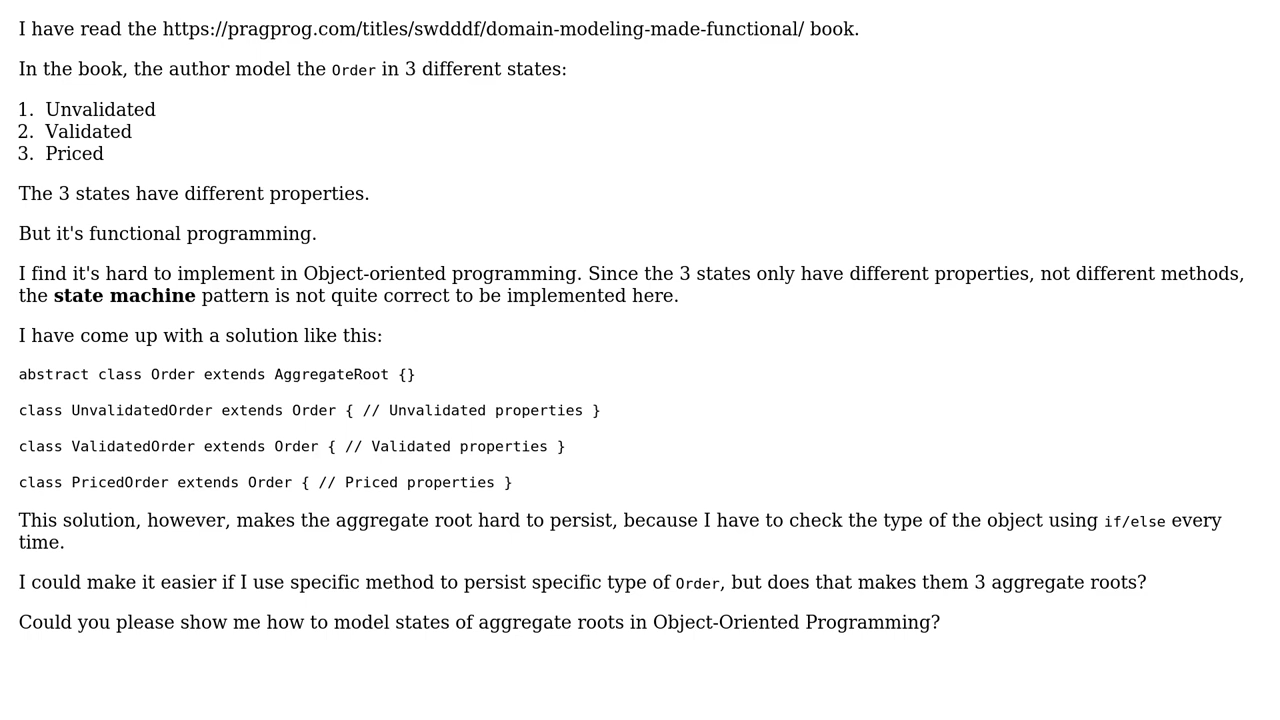 I have read the https://pragprog.com/titles/swdddf/domain-modeling-made-functional/ book.
In the book, the author model the Order in 3 different states:
1. Unvalidated
2. Validated
3. Priced
The 3 states have different properties.
But it's functional programming.
I find it's hard to implement in Object-oriented programming. Since the 3 states only have different properties, not different methods,
the state machine pattern is not quite correct to be implemented here.
I have come up with a solution like this:
abstract class Order extends AggregateRoot {}
class UnvalidatedOrder extends Order { // Unvalidated properties }
class ValidatedOrder extends Order { // Validated properties }
class PricedOrder extends Order { // Priced properties }
This solution, however, makes the aggregate root hard to persist, because I have to check the type of the object using if/else every
time.
I could make it easier if I use specific method to persist specific type of Order, but does that makes them 3 aggregate roots?
Could you please show me how to model states of aggregate roots in Object-Oriented Programming?